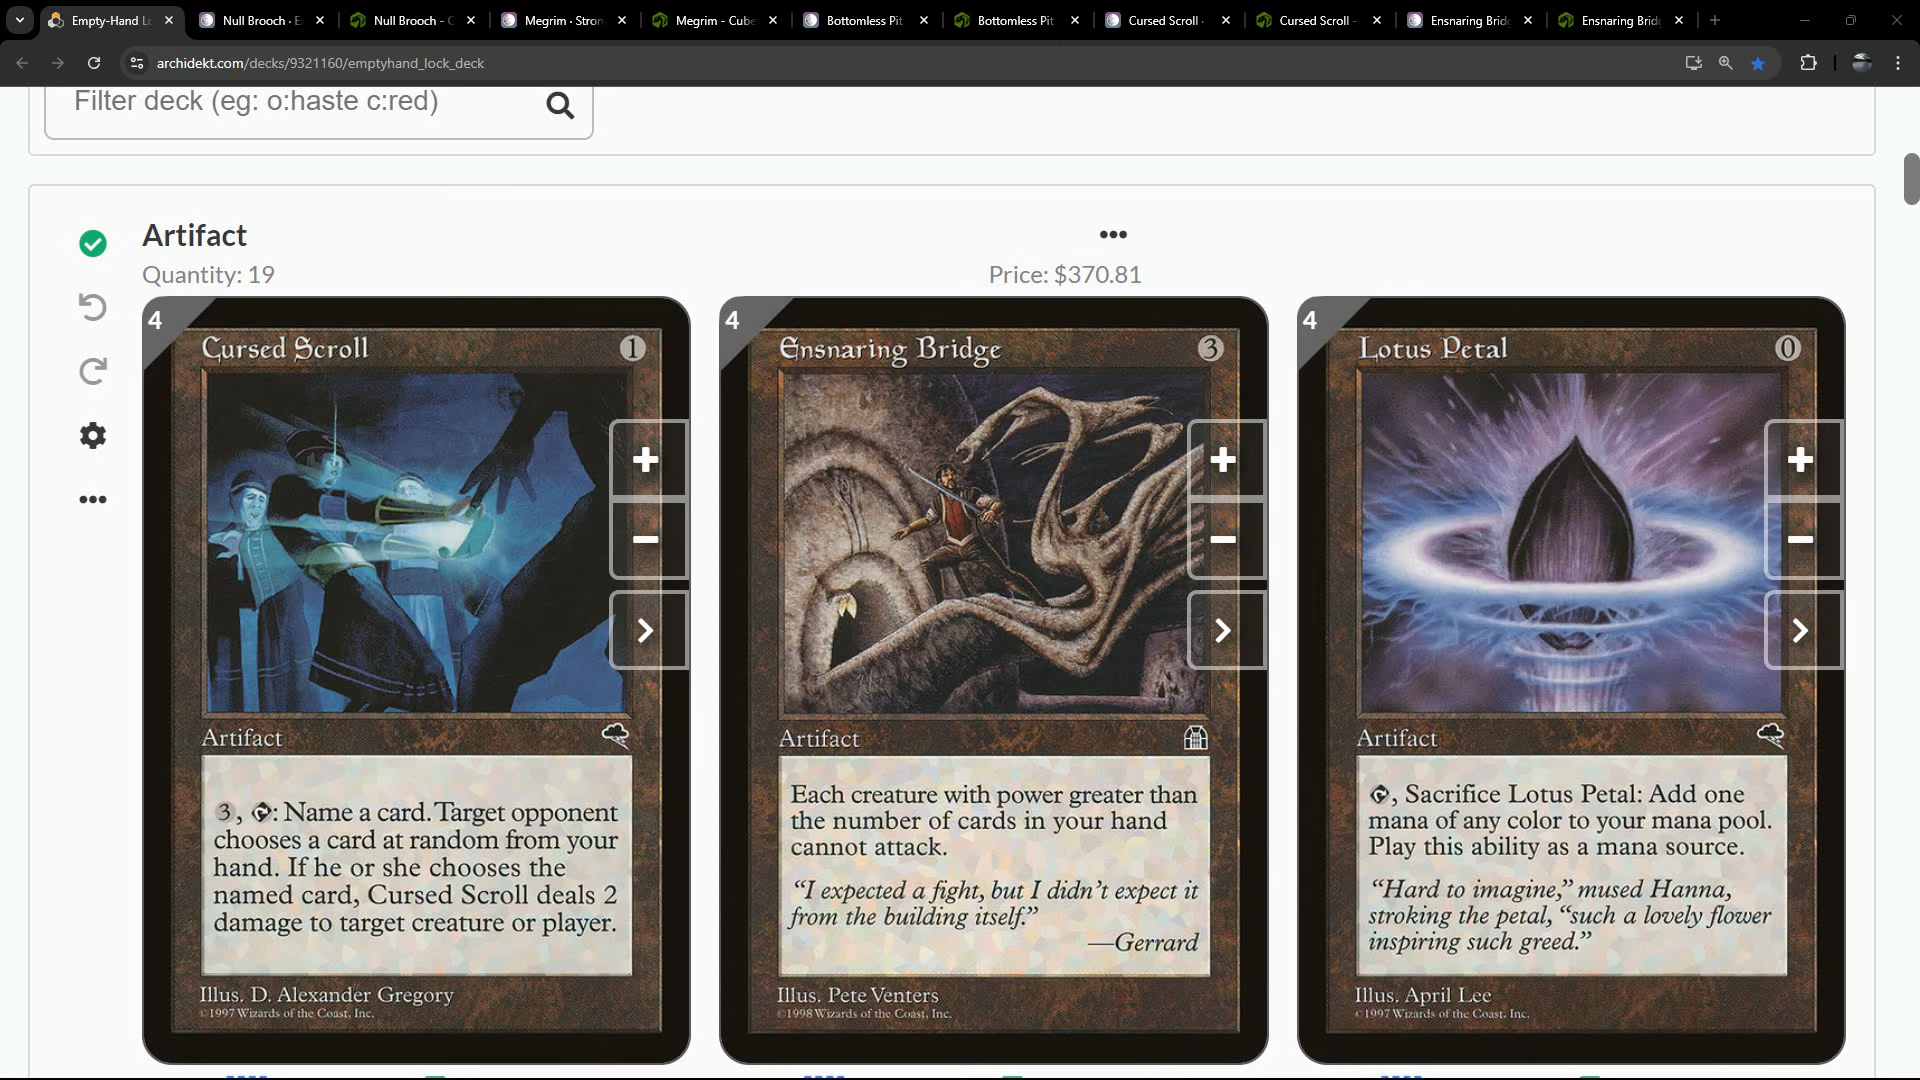 Empty-Hand L
Null Brooch · E
Null Brooch - C
Megrim · Stron
Megrim - Cube
Bottomless Pit
Bottomless Pit
Cursed Scroll ·
Cursed Scroll -
Ensnaring Brid
Ensnaring Brid
archidekt.com/decks/9321160/emptyhand_lock_deck
Filter deck (eg: o:haste c:red)
Artifact
Quantity: 19
Price: $370.81
4
Cursed Scroll
1
Artifact
3, : Name a card. Target opponent
chooses a card at random from your
hand. If he or she chooses the
named card, Cursed Scroll deals 2
damage to target creature or player.
Illus. D. Alexander Gregory
©1997 Wizards of the Coast, Inc.
4
Ensnaring Bridge
3
Artifact
Each creature with power greater than
the number of cards in your hand
cannot attack.
“I expected a fight, but I didn’t expect it
from the building itself.”
—Gerrard
Illus. Pete Venters
©1998 Wizards of the Coast, Inc.
4
Lotus Petal
0
Artifact
, Sacrifice Lotus Petal: Add one
mana of any color to your mana pool.
Play this ability as a mana source.
“Hard to imagine,” mused Hanna,
stroking the petal, “such a lovely flower
inspiring such greed.”
Illus. April Lee
©1997 Wizards of the Coast, Inc.